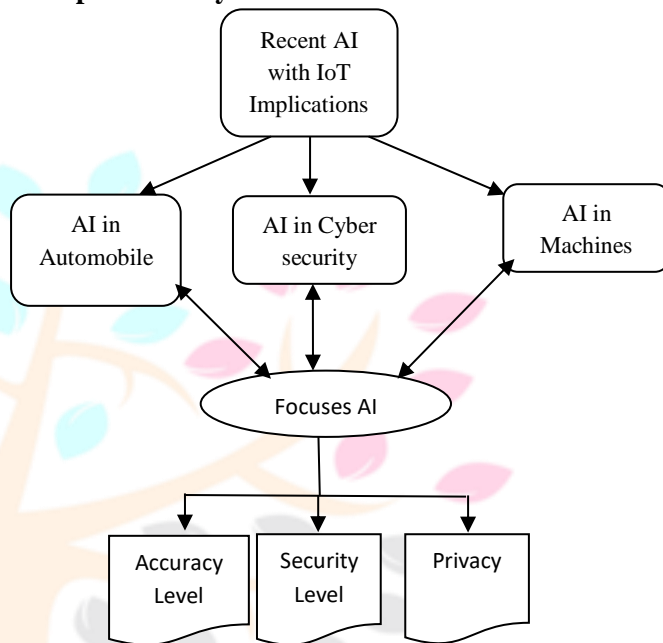 Recent AI
with IoT
Implications
AI in
Automobile
AI in Cyber
security
AI in
Machines
Focuses AI
Accuracy
Level
Security
Level
Privacy